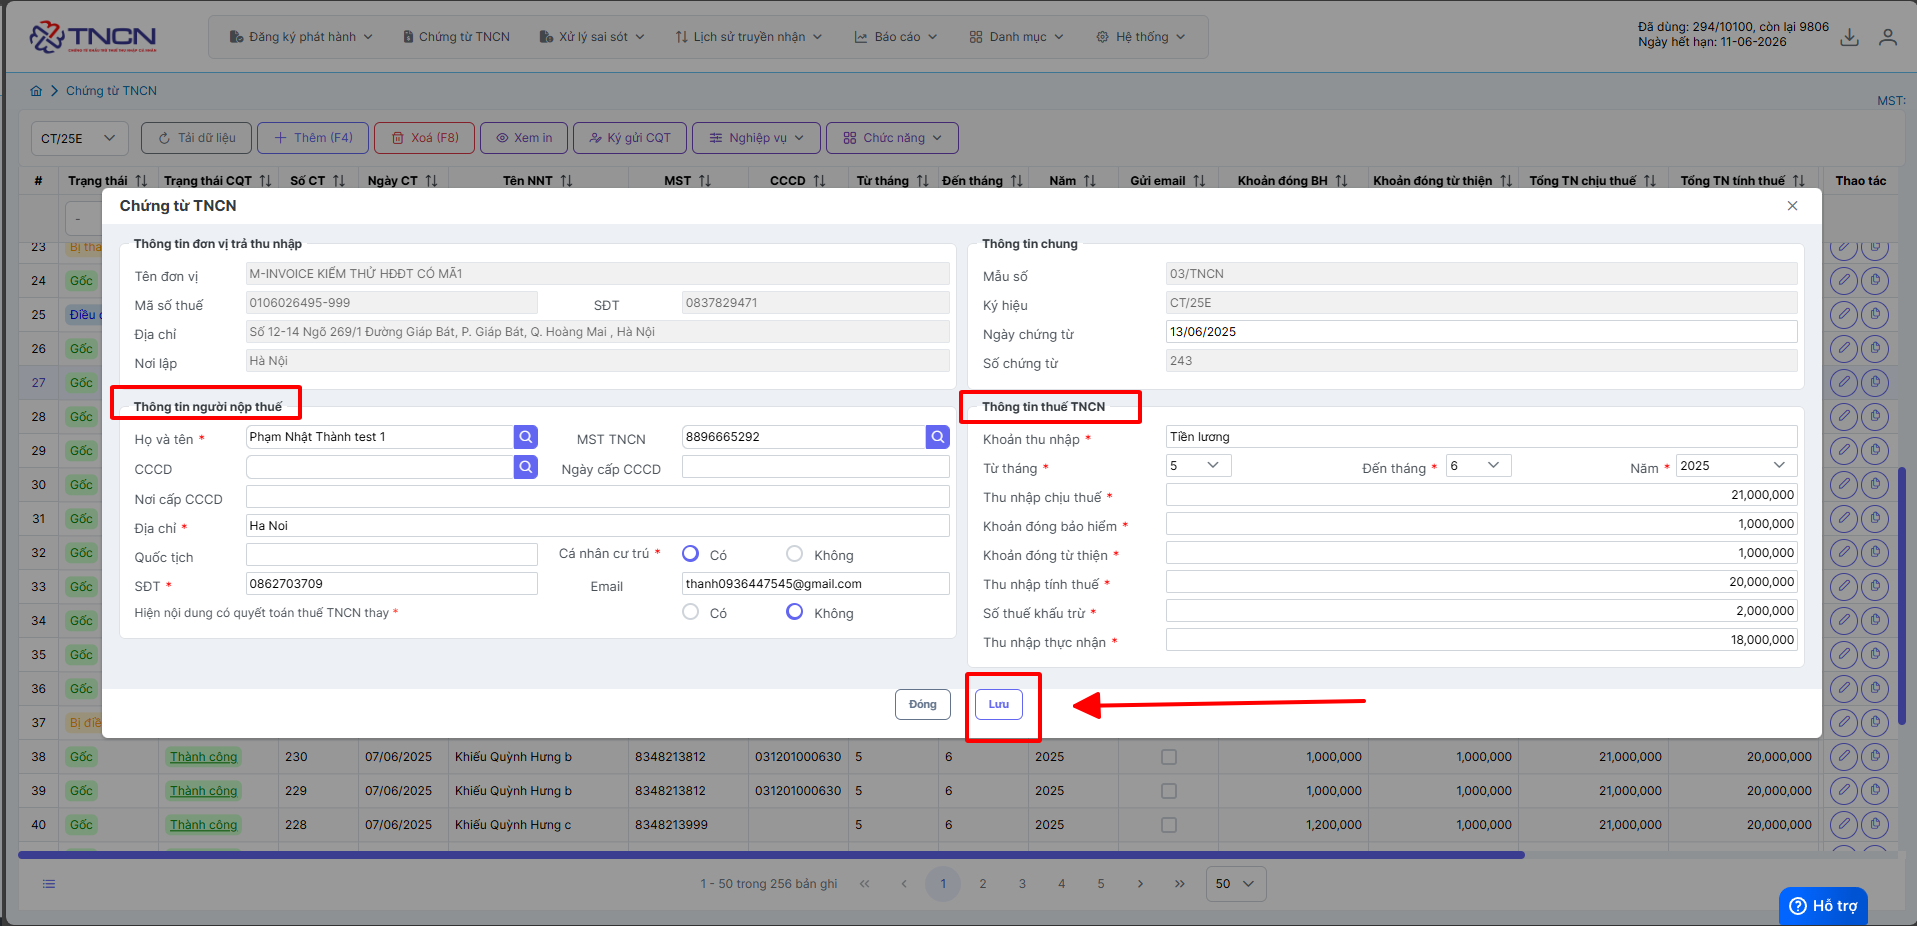 TNCN
Đăng ký phát hành
Chứng từ TNCN
Xử lý sai sót
Lịch sử truyền nhận
Báo cáo
Danh mục
Hệ thống
Đã dùng: 294/10100, còn lại 9806
Ngày hết hạn: 11-06-2026
Chứng từ TNCN
MST:
CT/25E
Tải dữ liệu
Thêm (F4)
Xoá (F8)
Xem in
Ký gửi CQT
Nghiệp vụ
Chức năng
# Trạng thái Trạng thái CQT Số CT Ngày CT Tên NNT MST CCCD Từ tháng Đến tháng Năm Gửi email Khoản đóng BH Khoản đóng từ thiện Tổng TN chịu thuế Tổng TN tính thuế Thao tác
-
Chứng từ TNCN
Thông tin đơn vị trả thu nhập
Tên đơn vị M-INVOICE KIỂM THỬ HĐĐT CÓ MÃ1
Mã số thuế 0106026495-999 SĐT 0837829471
Địa chỉ Số 12-14 Ngõ 269/1 Đường Giáp Bát, P. Giáp Bát, Q. Hoàng Mai , Hà Nội
Nơi lập Hà Nội
Thông tin chung
Mẫu số 03/TNCN
Ký hiệu CT/25E
Ngày chứng từ 13/06/2025
Số chứng từ 243
Thông tin người nộp thuế
Họ và tên * Phạm Nhật Thành test 1 MST TNCN 8896665292
CCCD Ngày cấp CCCD
Nơi cấp CCCD
Địa chỉ * Ha Noi
Quốc tịch Cá nhân cư trú * Có Không
SĐT * 0862703709 Email thanh0936447545@gmail.com
Hiện nội dung có quyết toán thuế TNCN thay * Có Không
Thông tin thuế TNCN
Khoản thu nhập * Tiền lương
Từ tháng * 5 Đến tháng * 6 Năm * 2025
Thu nhập chịu thuế * 21,000,000
Khoản đóng bảo hiểm * 1,000,000
Khoản đóng từ thiện * 1,000,000
Thu nhập tính thuế * 20,000,000
Số thuế khấu trừ * 2,000,000
Thu nhập thực nhận * 18,000,000
Đóng
Lưu
23 Bị tha
24 Gốc
25 Điều c
26 Gốc
27 Gốc
28 Gốc
29 Gốc
30 Gốc
31 Gốc
32 Gốc
33 Gốc
34 Gốc
35 Gốc
36 Gốc
37 Bị điề
38 Gốc Thành công 230 07/06/2025 Khiếu Quỳnh Hưng b 8348213812 031201000630 5 6 2025 1,000,000 1,000,000 21,000,000 20,000,000
39 Gốc Thành công 229 07/06/2025 Khiếu Quỳnh Hưng b 8348213812 031201000630 5 6 2025 1,000,000 1,000,000 21,000,000 20,000,000
40 Gốc Thành công 228 07/06/2025 Khiếu Quỳnh Hưng c 8348213999 5 6 2025 1,200,000 1,000,000 21,000,000 20,000,000
1 - 50 trong 256 bản ghi
« ‹ 1 2 3 4 5 › »
50
Hỗ trợ